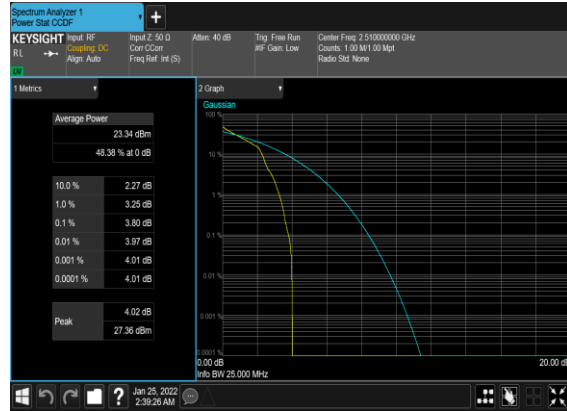 Spectrum Analyzer 1
Power Stat CCDF
KEYSIGHT
RL
Input: RF
Coupling: DC
Align: Auto
Input Z: 50 Ω
Corr CCorr
Freq Ref: Int (S)
Atten: 40 dB
Trig: Free Run
#IF Gain: Low
Center Freq: 2.510000000 GHz
Counts: 1.00 M/1.00 Mpt
Radio Std: None
1 Metrics
Average Power
23.34 dBm
48.38 % at 0 dB
10.0 % 2.27 dB
1.0 % 3.25 dB
0.1 % 3.80 dB
0.01 % 3.97 dB
0.001 % 4.01 dB
0.0001 % 4.01 dB
Peak
4.02 dB
27.36 dBm
2 Graph
Gaussian
100 %
10 %
1 %
0.1 %
0.01 %
0.001 %
0.0001 %
0.00 dB
20.00 dB
Info BW 25.000 MHz
?
Jan 25, 2022
2:39:26 AM